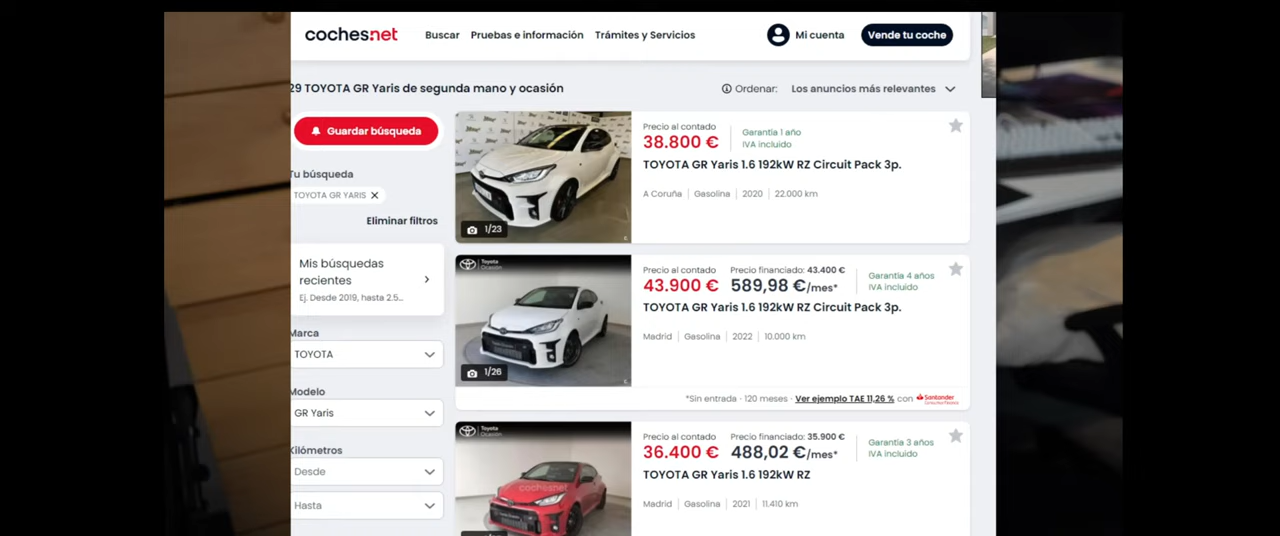 coches.net
Buscar Pruebas e información Trámites y Servicios
Mi cuenta
Vende tu coche
29 TOYOTA GR Yaris de segunda mano y ocasión
Ordenar: Los anuncios más relevantes
Guardar búsqueda
Tu búsqueda
TOYOTA GR YARIS
Eliminar filtros
Mis búsquedas
recientes
Ej. Desde 2019, hasta 2.5...
Marca
TOYOTA
Modelo
GR Yaris
Kilómetros
Desde
Hasta
1/23
Precio al contado
38.800 €
Garantía 1 año
IVA incluido
TOYOTA GR Yaris 1.6 192kW RZ Circuit Pack 3p.
A Coruña | Gasolina | 2020 | 22.000 km
Toyota
Ocasión
1/26
Precio al contado
43.900 €
Precio financiado: 43.400 €
589,98 €/mes*
Garantía 4 años
IVA incluido
TOYOTA GR Yaris 1.6 192kW RZ Circuit Pack 3p.
Madrid | Gasolina | 2022 | 10.000 km
*Sin entrada · 120 meses · Ver ejemplo TAE 11,26 % con Santander
Toyota
Ocasión
coches.net
Precio al contado
36.400 €
Precio financiado: 35.900 €
488,02 €/mes*
Garantía 3 años
IVA incluido
TOYOTA GR Yaris 1.6 192kW RZ
Madrid | Gasolina | 2021 | 11.410 km